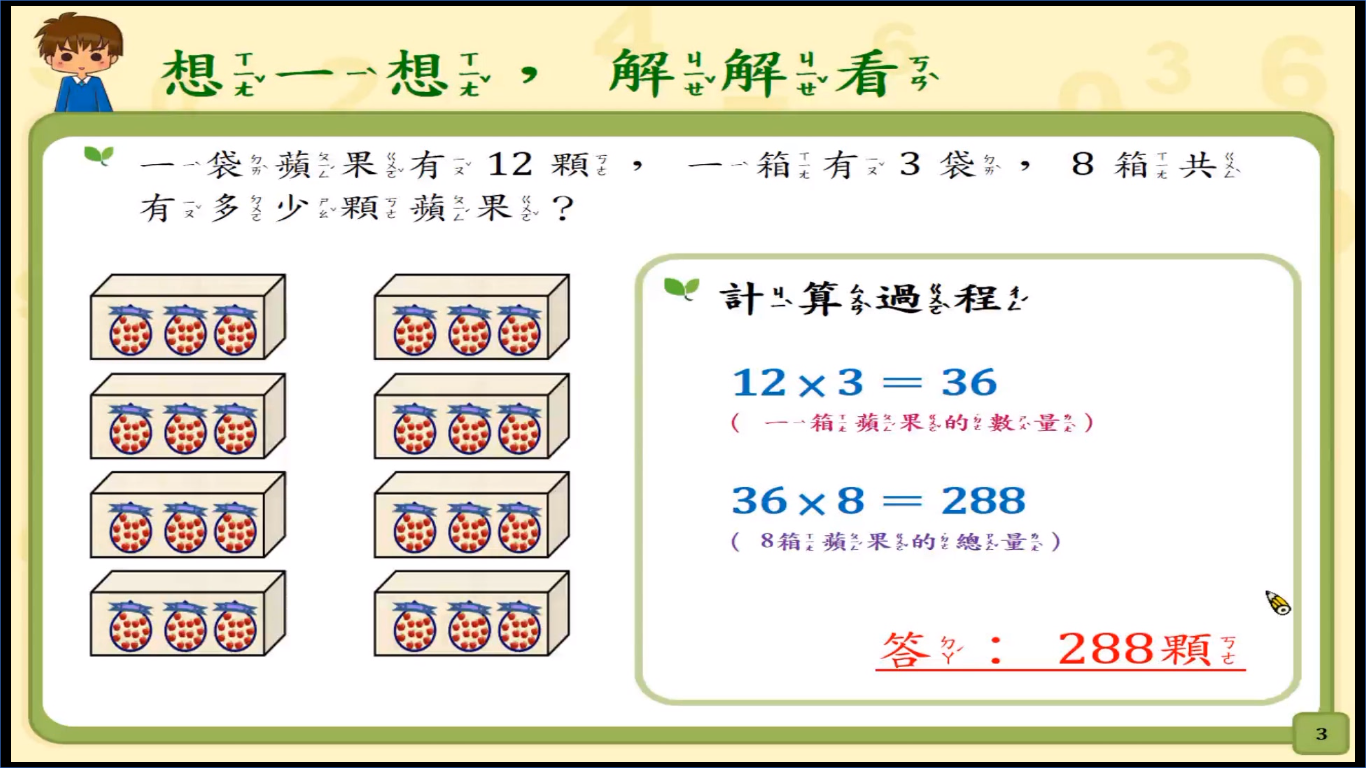 想一想， 解解看
一袋蘋果有 12 顆， 一箱有 3 袋， 8 箱共
有多少顆蘋果?
計算過程
12×3＝36
( 一箱蘋果的數量)
36×8＝288
( 8箱蘋果的總量)
答： 288顆
3